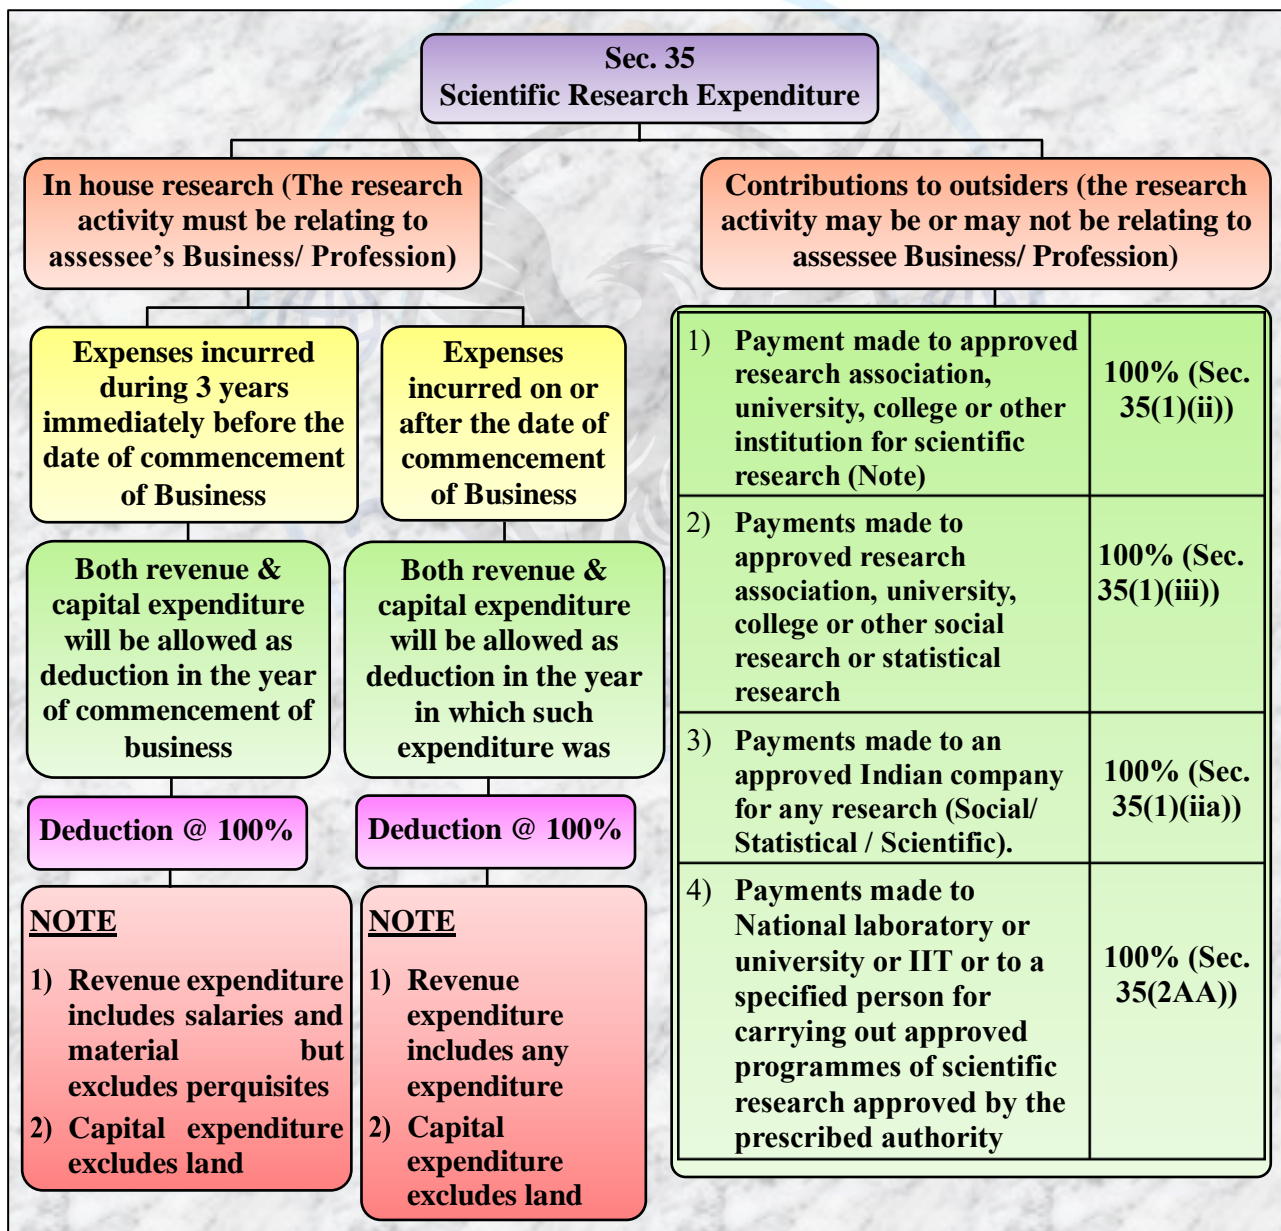 Sec. 35
Scientific Research Expenditure
In house research (The research
activity must be relating to
assessee’s Business/ Profession)
Contributions to outsiders (the research
activity may be or may not be relating to
assessee Business/ Profession)
Expenses incurred
during 3 years
immediately before the
date of commencement
of Business
Expenses
incurred on or
after the date of
commencement
of Business
Both revenue &
capital expenditure
will be allowed as
deduction in the year
of commencement of
business
Both revenue &
capital expenditure
will be allowed as
deduction in the year
in which such
expenditure was
Deduction @ 100%
Deduction @ 100%
NOTE
1) Revenue expenditure
includes salaries and
material but
excludes perquisites
2) Capital expenditure
excludes land
NOTE
1) Revenue
expenditure
includes any
expenditure
2) Capital
expenditure
excludes land
1) Payment made to approved
research association,
university, college or other
institution for scientific
research (Note)
100% (Sec.
35(1)(ii))
2) Payments made to
approved research
association, university,
college or other social
research or statistical
research
100% (Sec.
35(1)(iii))
3) Payments made to an
approved Indian company
for any research (Social/
Statistical / Scientific).
100% (Sec.
35(1)(iia))
4) Payments made to
National laboratory or
university or IIT or to a
specified person for
carrying out approved
programmes of scientific
research approved by the
prescribed authority
100% (Sec.
35(2AA))